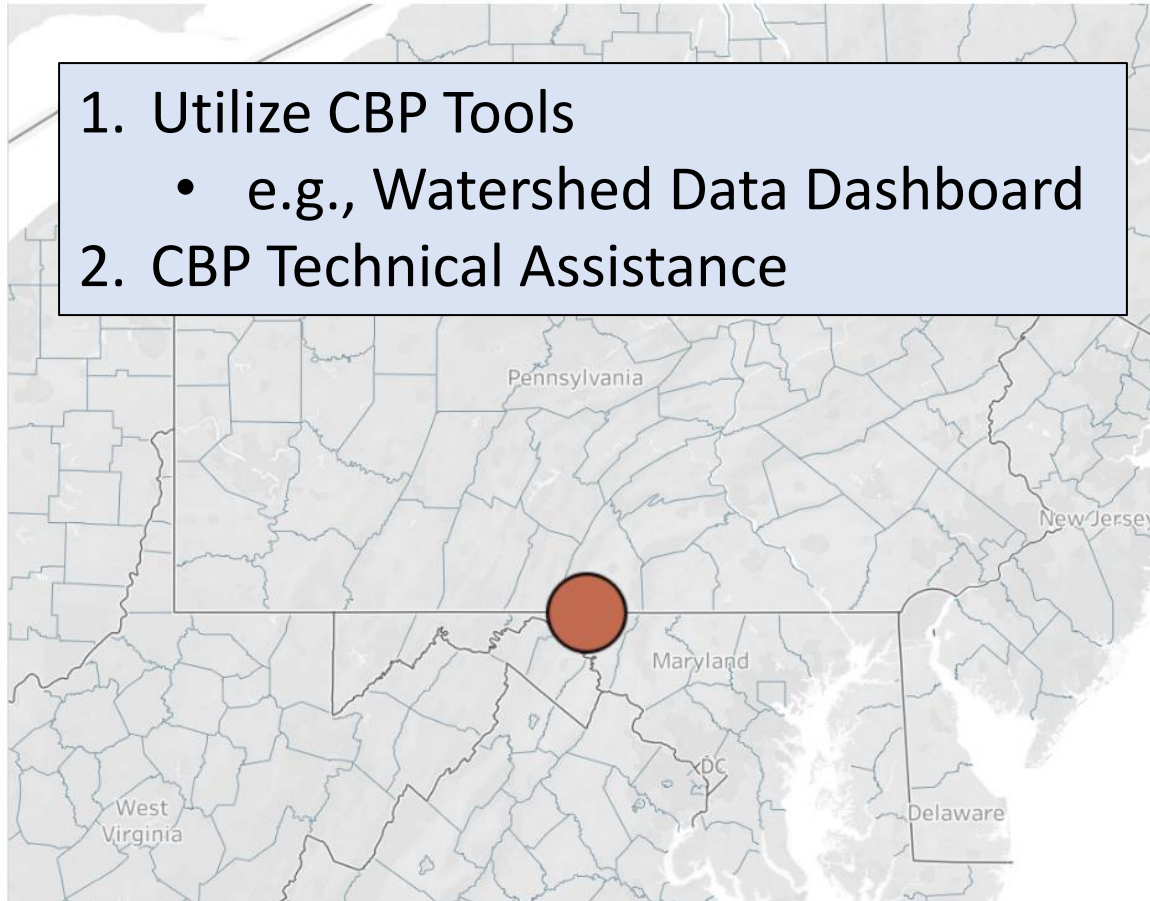 1. Utilize CBP Tools
• e.g., Watershed Data Dashboard
2. CBP Technical Assistance
Pennsylvania
New Jersey
Maryland
DC
West
Virginia
Delaware